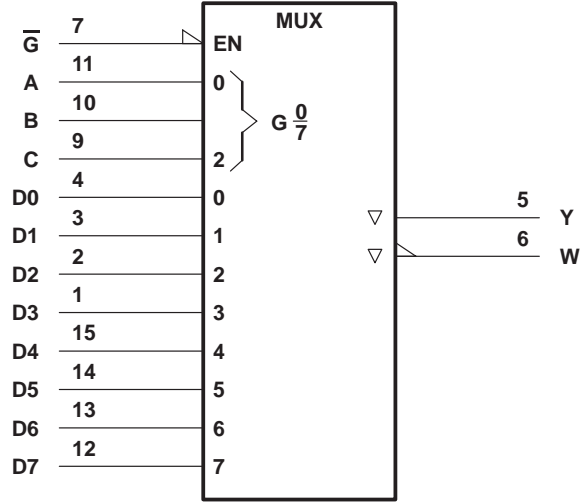 MUX
G̅ 7 EN
A 11 0
B 10
G 0/7
C 9 2
D0 4 0
D1 3 1
5 Y
D2 2 2
6 W
D3 1 3
D4 15 4
D5 14 5
D6 13 6
D7 12 7